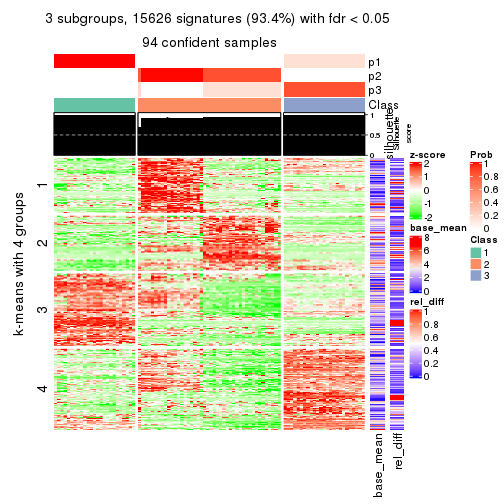 3 subgroups, 15626 signatures (93.4%) with fdr < 0.05
94 confident samples
p1
p2
p3
Class
silhouette
Silhouette
score
1
0.5
0
k-means with 4 groups
1
2
3
4
base_mean
rel_diff
z-score
2
1
0
-1
-2
base_mean
8
6
4
2
0
rel_diff
1
0.8
0.6
0.4
0.2
0
Prob
1
0.8
0.6
0.4
0.2
0
Class
1
2
3